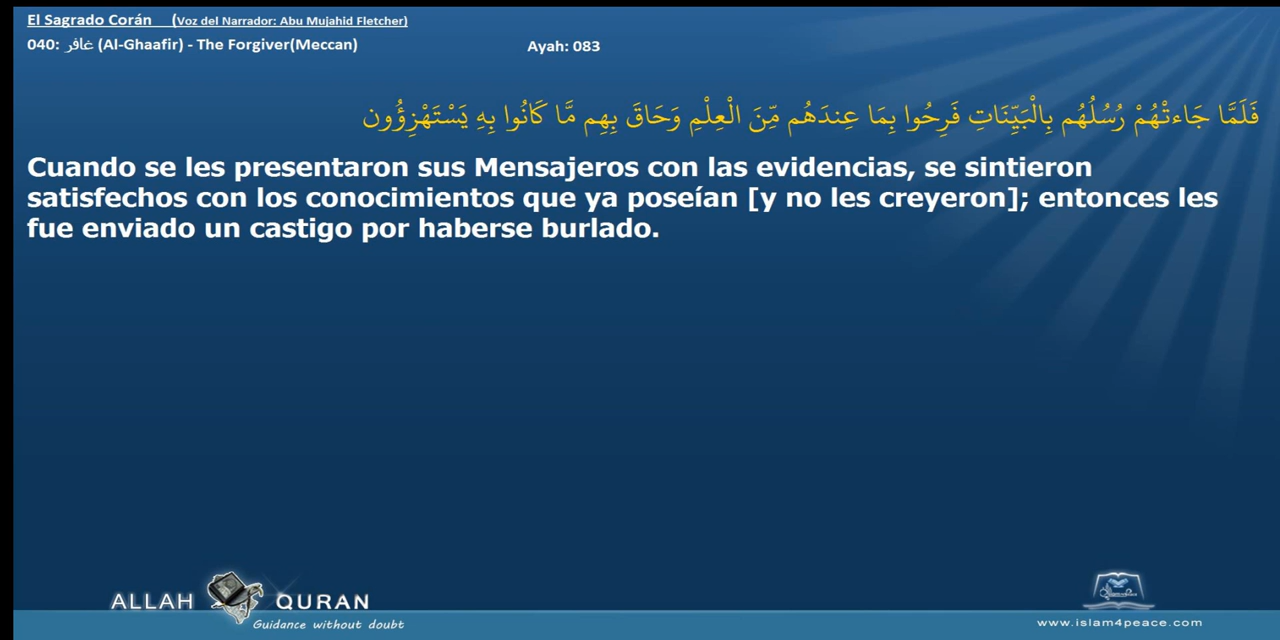 El Sagrado Corán (Voz del Narrador: Abu Mujahid Fletcher)
040: غافر (Al-Ghaafir) - The Forgiver(Meccan) Ayah: 083
فَلَمَّا جَاءتْهُمْ رُسُلُهُم بِالْبَيِّنَاتِ فَرِحُوا بِمَا عِندَهُم مِّنَ الْعِلْمِ وَحَاقَ بِهِم مَّا كَانُوا بِهِ يَسْتَهْزِؤُون
Cuando se les presentaron sus Mensajeros con las evidencias, se sintieron
satisfechos con los conocimientos que ya poseían [y no les creyeron]; entonces les
fue enviado un castigo por haberse burlado.
ALLAH QURAN
Guidance without doubt
www.islam4peace.com